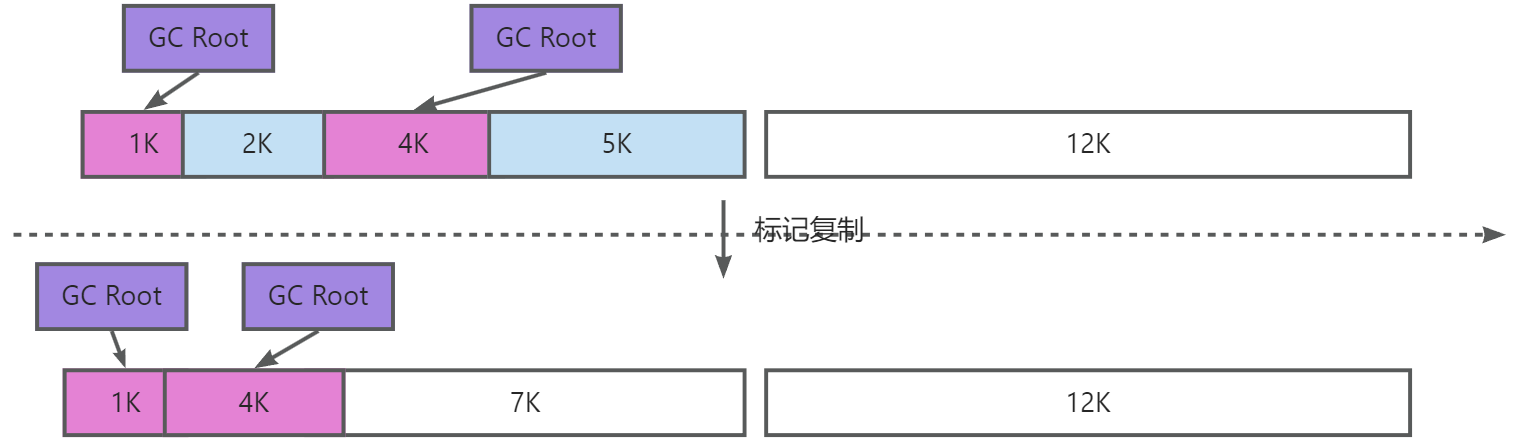 GC Root
GC Root
1K
2K
4K
5K
12K
标记复制
GC Root
GC Root
1K
4K
7K
12K